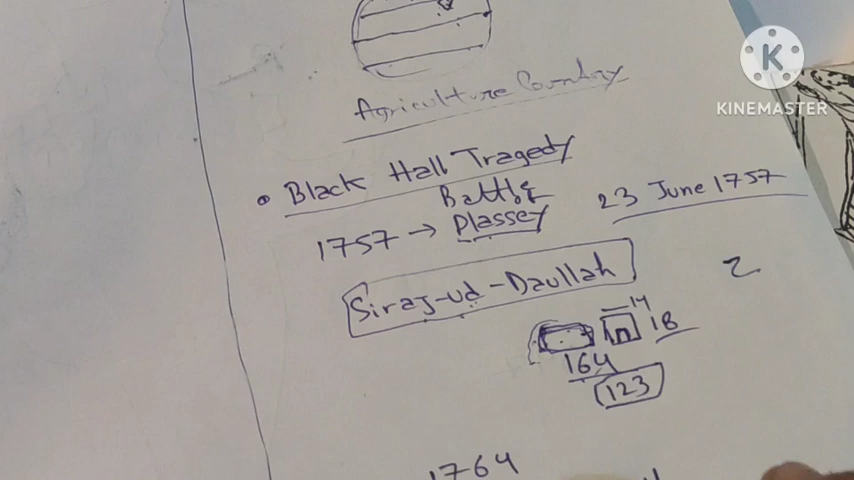 Agriculture Country
• Black Hall Tragedy
Battle
1757 → Plassey
23 June 1757
Siraj-ud-Daullah
14
18
164
123
1764
K
KINEMASTER